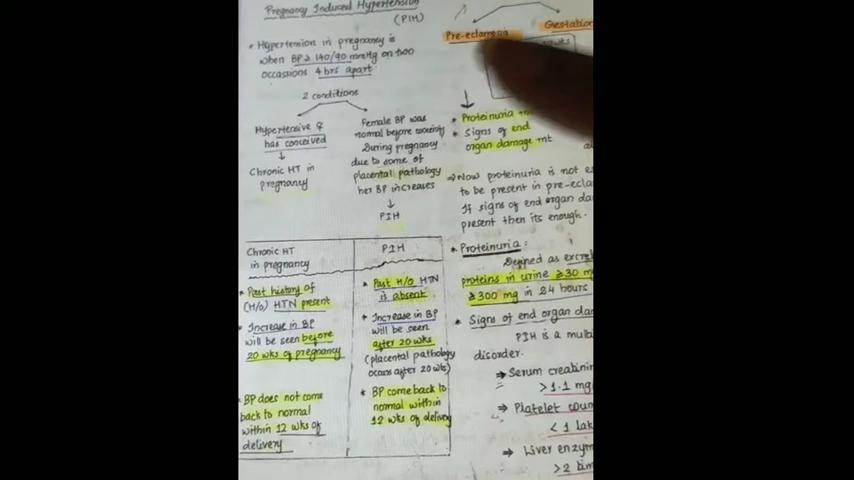 Pregnancy Induced Hypertension
(PIH)
* Hypertension in pregnancy is
when BP ≥ 140/90 mmHg on two
occassions 4 hrs apart
2 conditions
Hypertensive ♀
has conceived
↓
Chronic HT in
pregnancy
Female BP was
normal before
During pregnancy
due to some of
placental pathology
her BP increases
↓
PIH
Chronic HT
in pregnancy
* Past history of
(H/o) HTN present
* Increase in BP
will be seen before
20 wks of pregnancy
* BP does not come
back to normal
within 12 wks of
delivery
PIH
* Past H/o HTN
is absent
* Increase in BP
will be seen
after 20 wks
(placental pathology
occurs after 20 wks)
* BP come back to
normal within
12 wks of delivery
Pre-eclampsia
Gestation
* Proteinuria
* Signs of end
organ damage +nt
⇒ Now proteinuria is not
to be present in pre-ecla
If signs of end organ da
present then its enough.
* Proteinuria:
Defined as excre
proteins in urine ≥30 m
≥300 mg in 24 hours
* Signs of end organ da
PIH is a mult
disorder.
→ Serum creatinin
>1.1 mg
→ Platelet coun
< 1 lak
→ Liver enzym
>2 tim